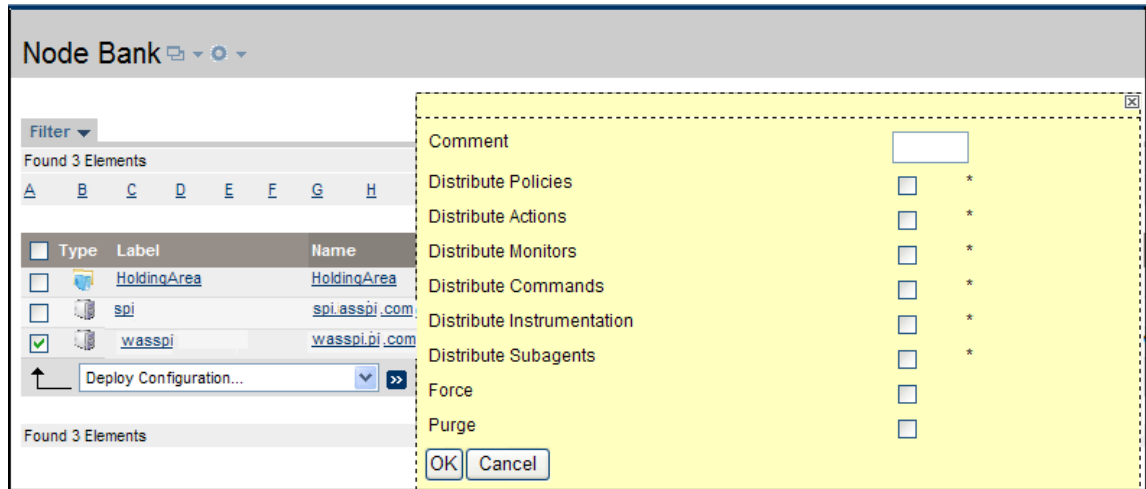 Node Bank
Filter
Found 3 Elements
A B C D E F G H
Type Label Name
HoldingArea HoldingArea
spi spi.asspi.com
wasspi wasspi.pi.com
Deploy Configuration...
Found 3 Elements
Comment
Distribute Policies *
Distribute Actions *
Distribute Monitors *
Distribute Commands *
Distribute Instrumentation *
Distribute Subagents *
Force
Purge
OK Cancel